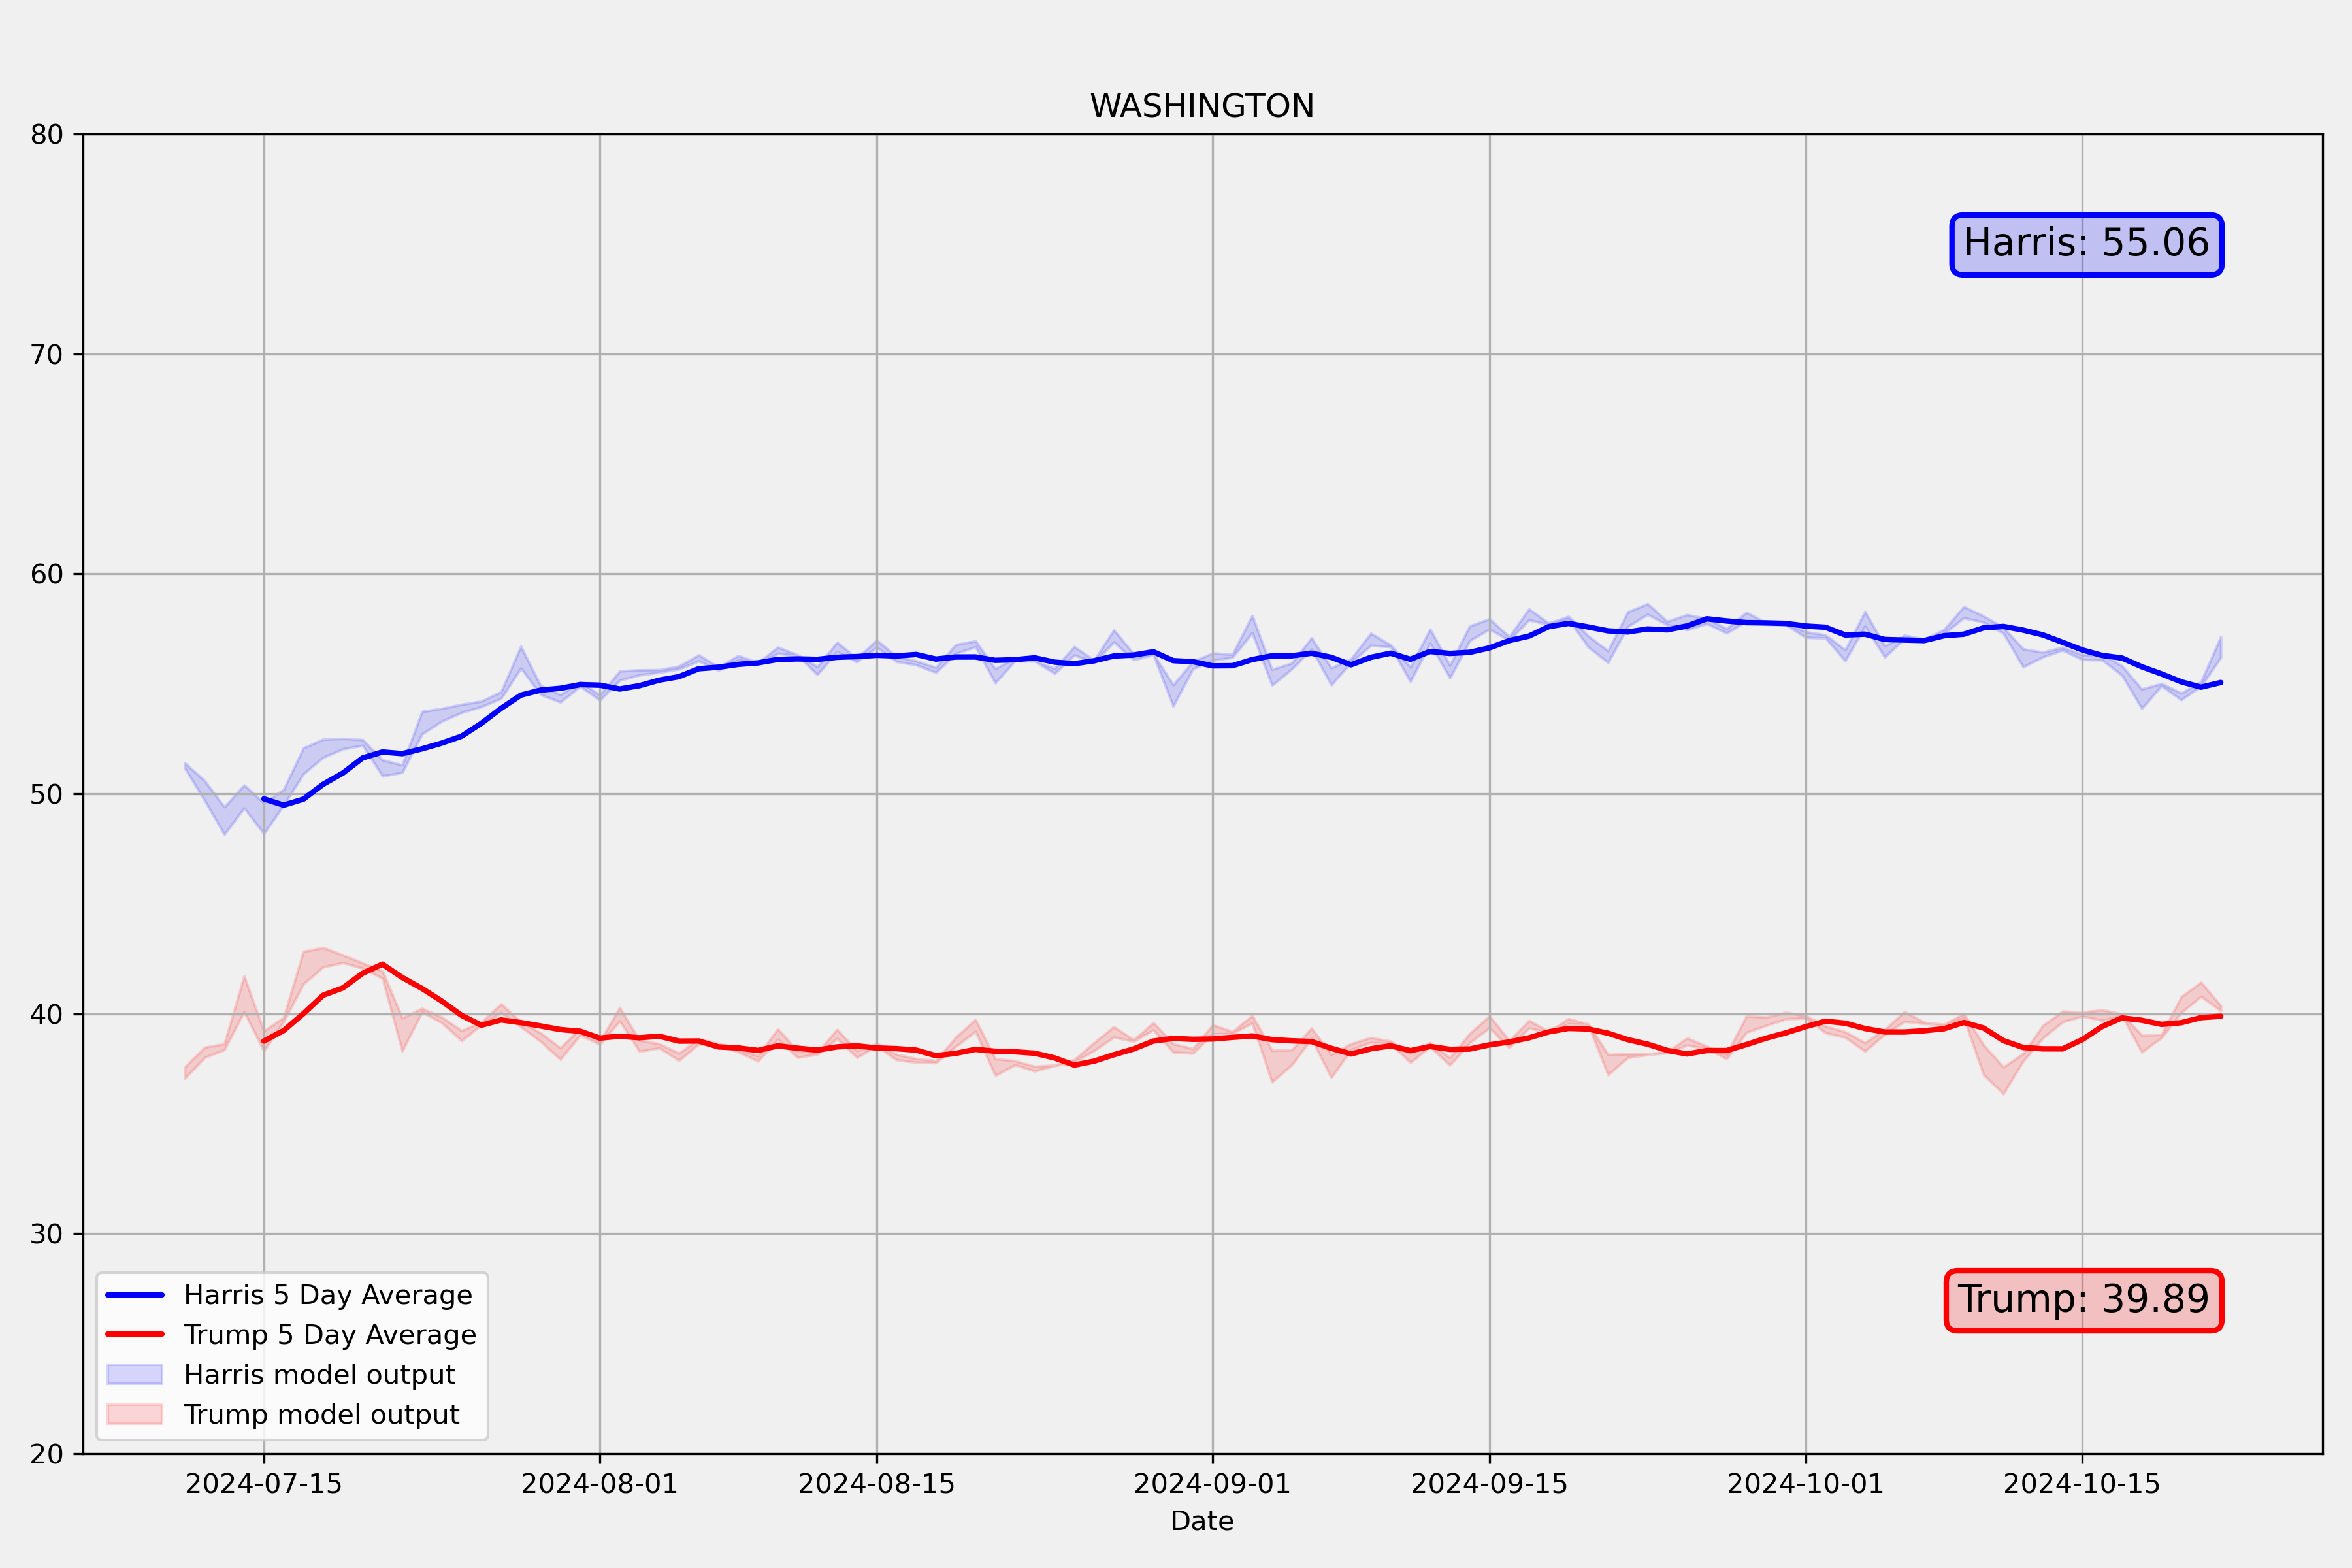 WASHINGTON
80
70
60
50
40
30
20
Harris: 55.06
Trump: 39.89
Harris 5 Day Average
Trump 5 Day Average
Harris model output
Trump model output
2024-07-15
2024-08-01
2024-08-15
2024-09-01
2024-09-15
2024-10-01
2024-10-15
Date